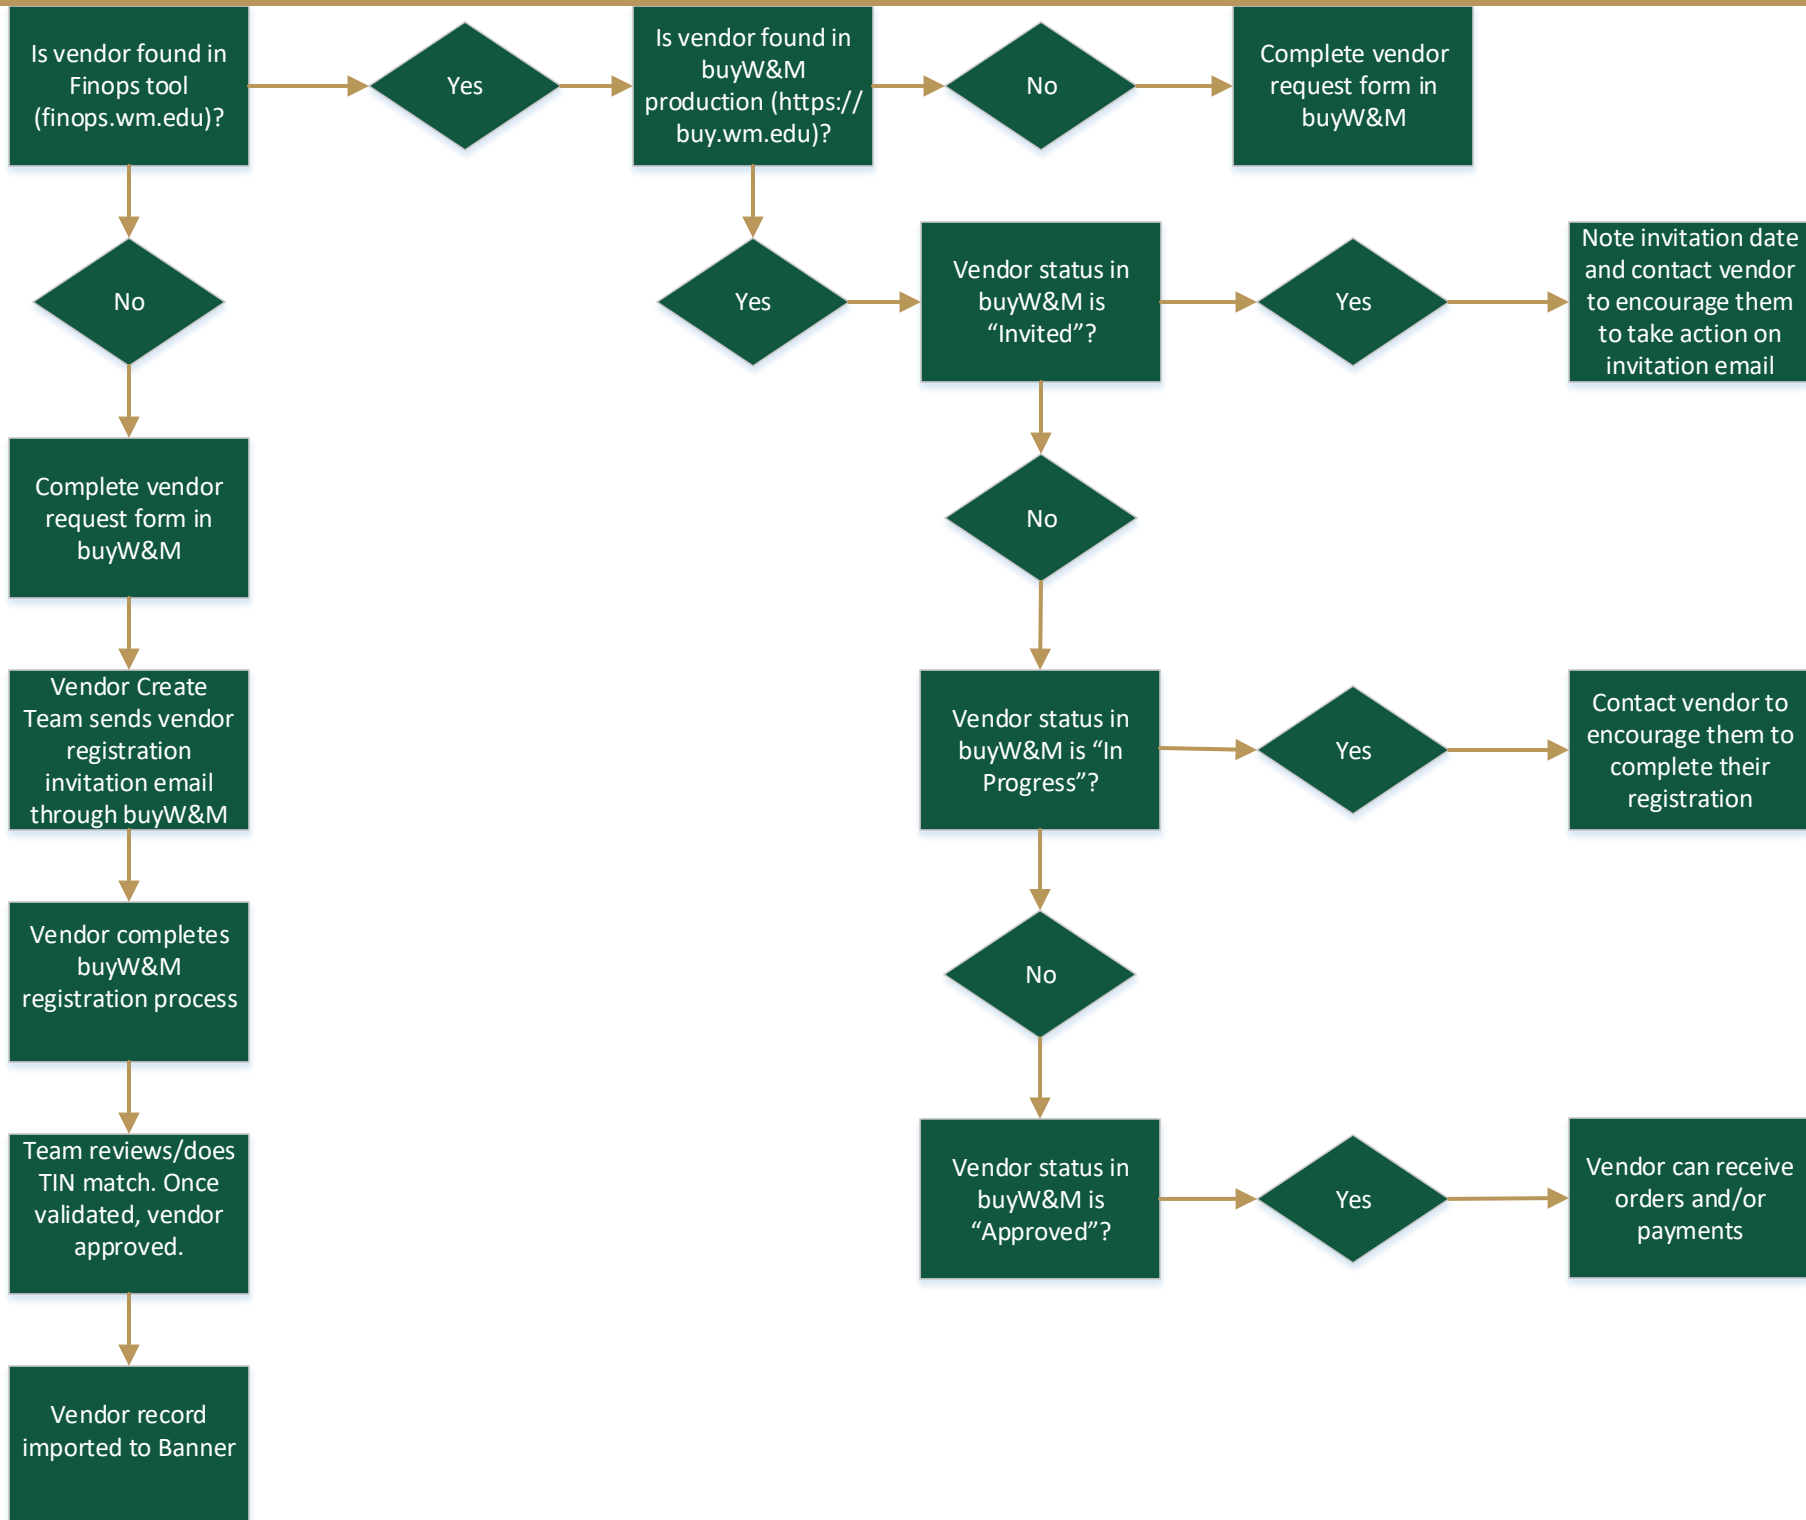 Is vendor found in
Finops tool
(finops.wm.edu)?
Yes
Is vendor found in
buyW&M
production (https://
buy.wm.edu)?
No
Complete vendor
request form in
buyW&M
No
Yes
Vendor status in
buyW&M is
“Invited”?
Yes
Note invitation date
and contact vendor
to encourage them
to take action on
invitation email
Complete vendor
request form in
buyW&M
No
Vendor Create
Team sends vendor
registration
invitation email
through buyW&M
Vendor status in
buyW&M is “In
Progress”?
Yes
Contact vendor to
encourage them to
complete their
registration
Vendor completes
buyW&M
registration process
No
Team reviews/does
TIN match. Once
validated, vendor
approved.
Vendor status in
buyW&M is
“Approved”?
Yes
Vendor can receive
orders and/or
payments
Vendor record
imported to Banner